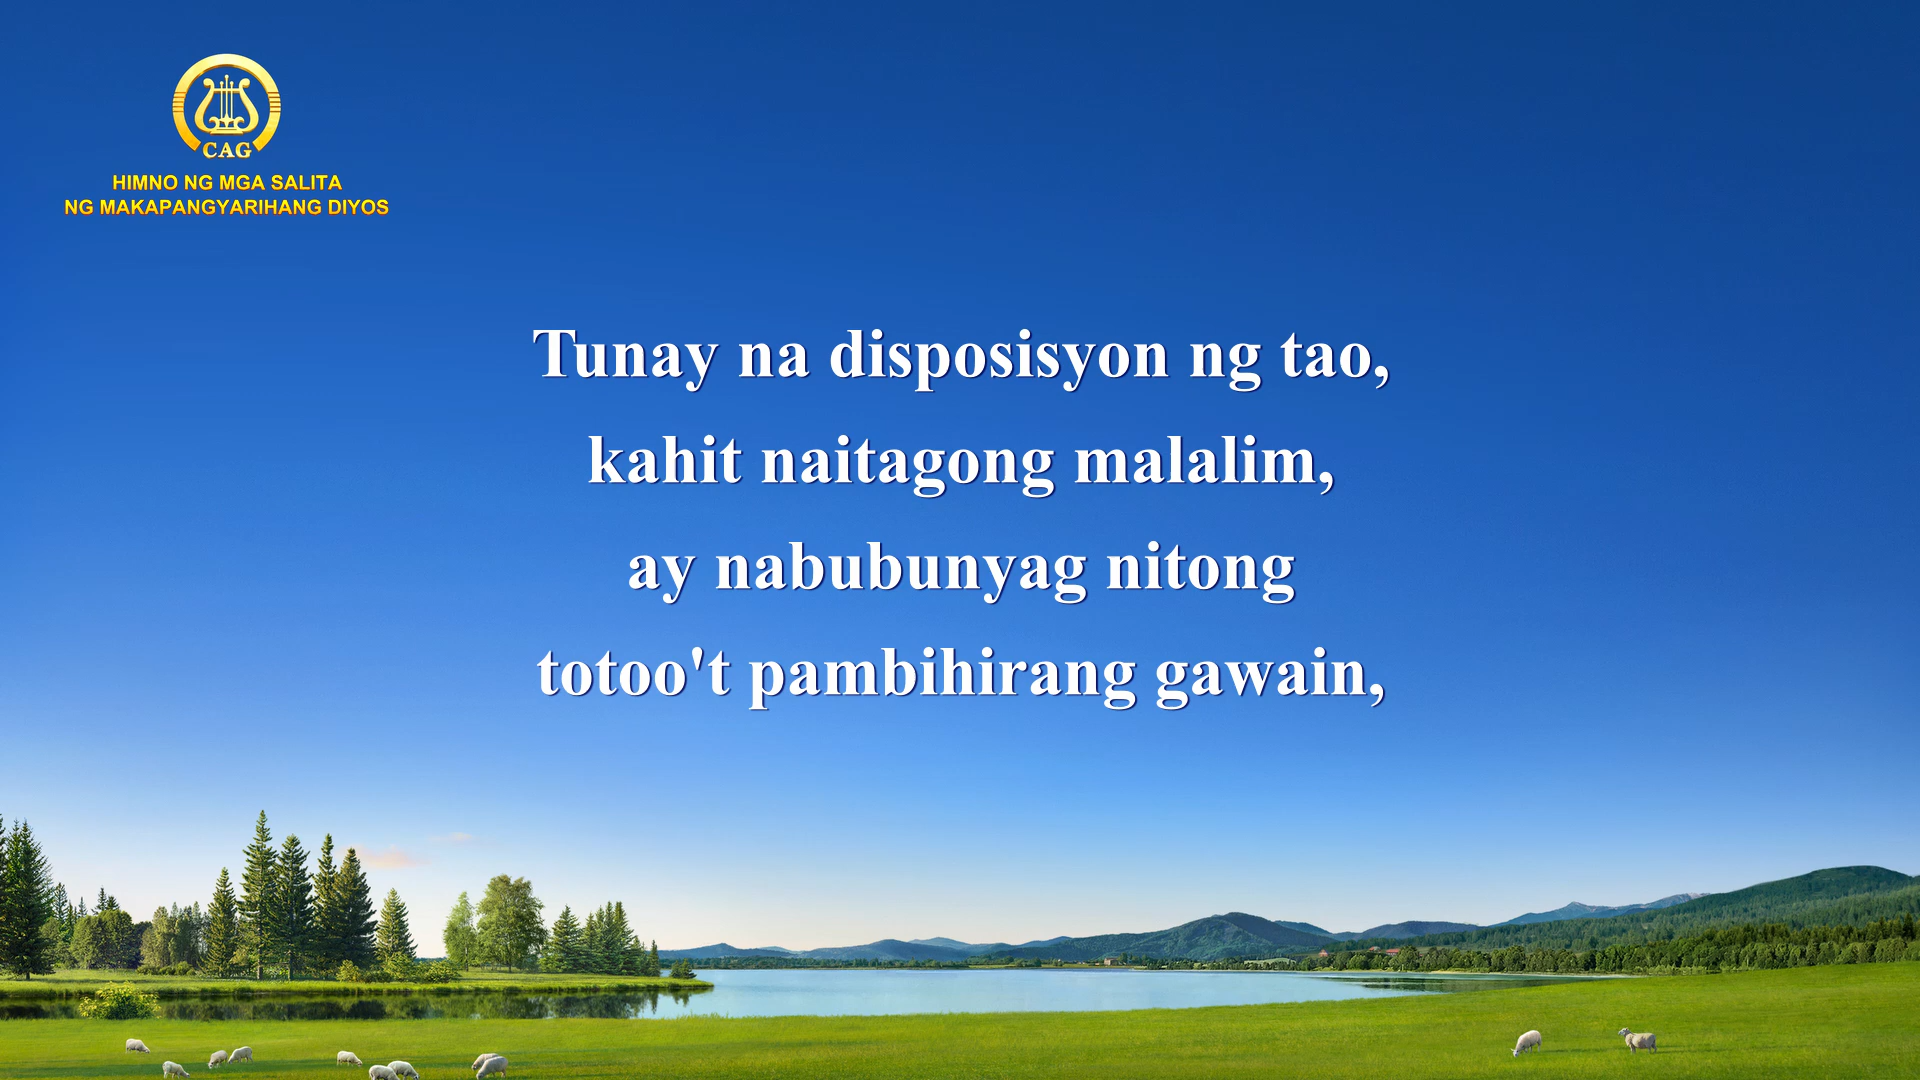 CAG
HIMNO NG MGA SALITA
NG MAKAPANGYARIHANG DIYOS
Tunay na disposisyon ng tao,
kahit naitagong malalim,
ay nabubunyag nitong
totoo't pambihirang gawain,